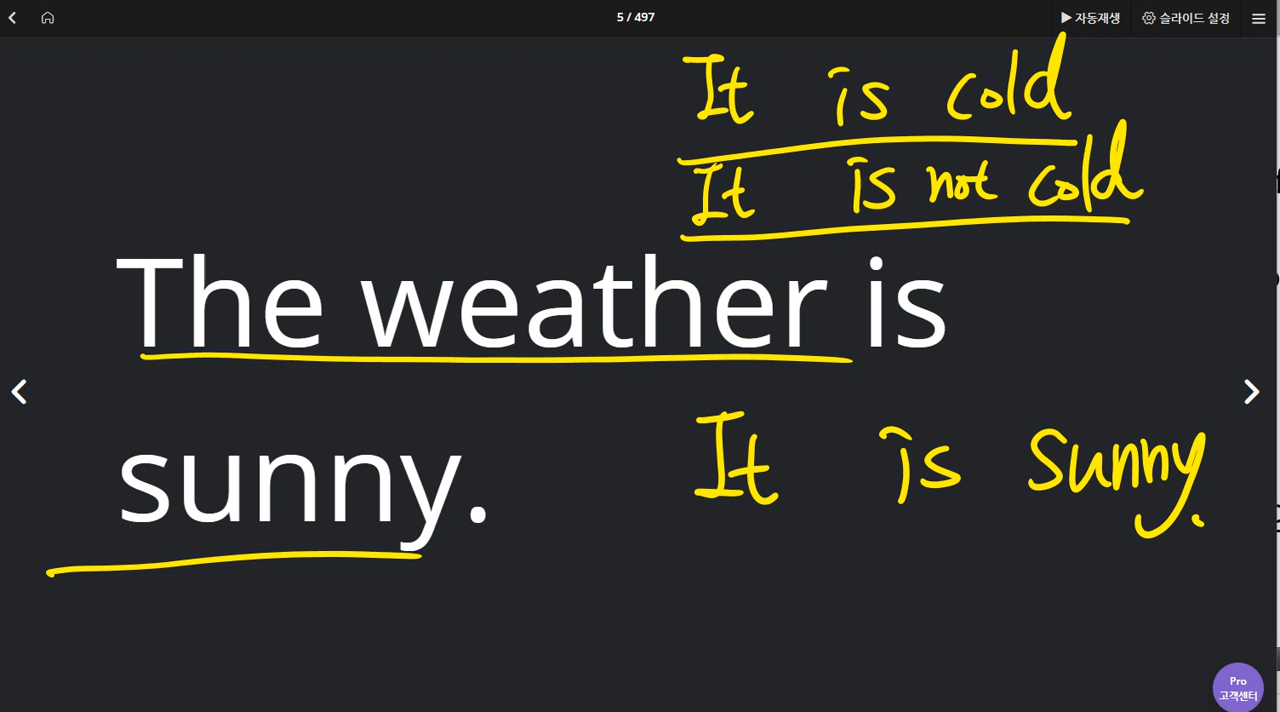 5 / 497
▶ 자동재생
슬라이드 설정
It is cold
It is not cold
The weather is
sunny.
It is sunny.
Pro
고객센터